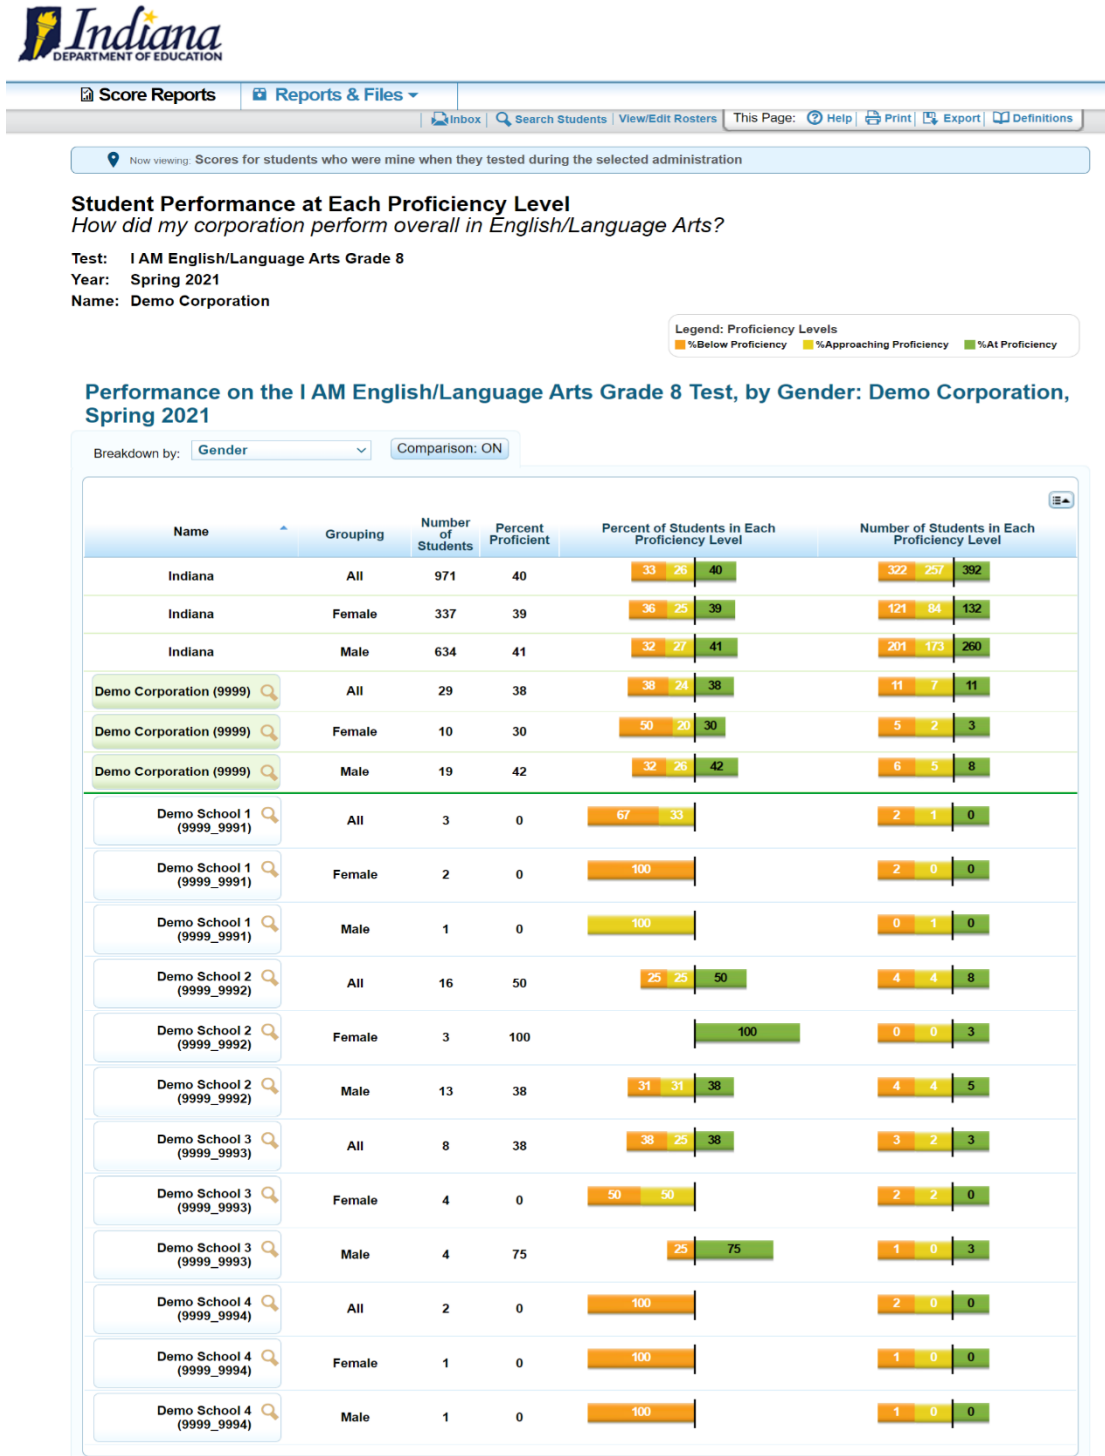 Indiana
DEPARTMENT OF EDUCATION
Score Reports Reports & Files
Inbox Search Students View/Edit Rosters This Page: Help Print Export Definitions
Now viewing: Scores for students who were mine when they tested during the selected administration
Student Performance at Each Proficiency Level
How did my corporation perform overall in English/Language Arts?
Test: I AM English/Language Arts Grade 8
Year: Spring 2021
Name: Demo Corporation
Legend: Proficiency Levels
%Below Proficiency %Approaching Proficiency %At Proficiency
Performance on the I AM English/Language Arts Grade 8 Test, by Gender: Demo Corporation,
Spring 2021
Breakdown by: Gender Comparison: ON
Name Grouping Number of Students Percent Proficient Percent of Students in Each Proficiency Level Number of Students in Each Proficiency Level
Indiana All 971 40 33 26 40 322 257 392
Indiana Female 337 39 36 25 39 121 84 132
Indiana Male 634 41 32 27 41 201 173 260
Demo Corporation (9999) All 29 38 38 24 38 11 7 11
Demo Corporation (9999) Female 10 30 50 20 30 5 2 3
Demo Corporation (9999) Male 19 42 32 26 42 6 5 8
Demo School 1 (9999_9991) All 3 0 67 33 2 1 0
Demo School 1 (9999_9991) Female 2 0 100 2 0 0
Demo School 1 (9999_9991) Male 1 0 100 0 1 0
Demo School 2 (9999_9992) All 16 50 25 25 50 4 4 8
Demo School 2 (9999_9992) Female 3 100 100 0 0 3
Demo School 2 (9999_9992) Male 13 38 31 31 38 4 4 5
Demo School 3 (9999_9993) All 8 38 38 25 38 3 2 3
Demo School 3 (9999_9993) Female 4 0 50 50 2 2 0
Demo School 3 (9999_9993) Male 4 75 25 75 1 0 3
Demo School 4 (9999_9994) All 2 0 100 2 0 0
Demo School 4 (9999_9994) Female 1 0 100 1 0 0
Demo School 4 (9999_9994) Male 1 0 100 1 0 0